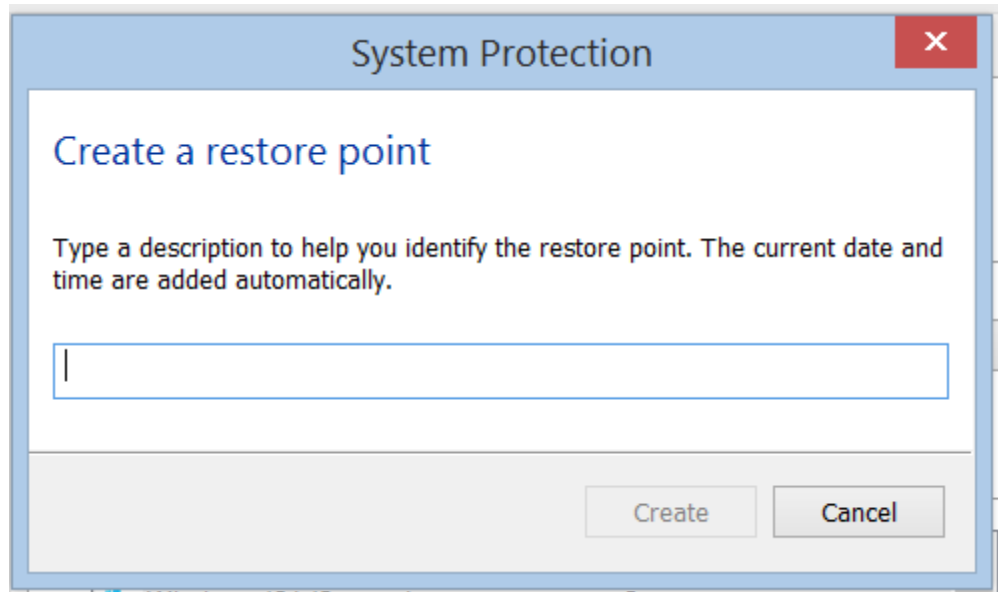 System Protection
Create a restore point
Type a description to help you identify the restore point. The current date and
time are added automatically.
Create
Cancel